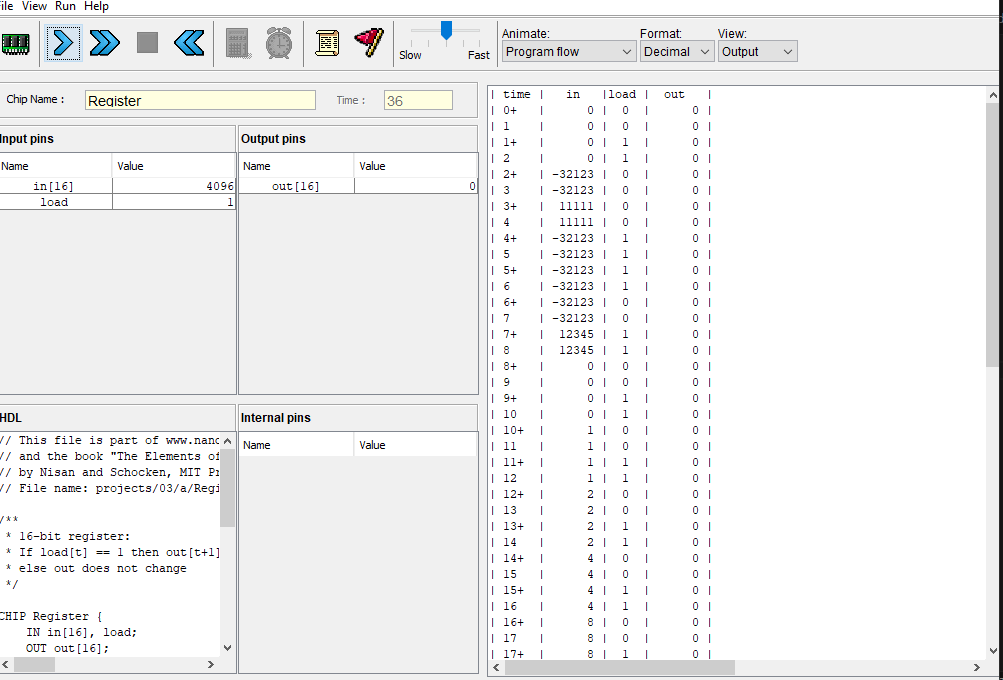 File View Run Help
Slow Fast
Animate: Format: View:
Program flow Decimal Output
Chip Name : Register Time : 36
Input pins
Name Value
in[16] 4096
load 1
Output pins
Name Value
out[16] 0
HDL
// This file is part of www.nand
// and the book "The Elements of
// by Nisan and Schocken, MIT Pr
// File name: projects/03/a/Regi
/**
* 16-bit register:
* If load[t] == 1 then out[t+1]
* else out does not change
*/
CHIP Register {
IN in[16], load;
OUT out[16];
Internal pins
Name Value
| time | in |load | out |
| 0+ | 0 | 0 | 0 |
| 1 | 0 | 0 | 0 |
| 1+ | 0 | 1 | 0 |
| 2 | 0 | 1 | 0 |
| 2+ | -32123 | 0 | 0 |
| 3 | -32123 | 0 | 0 |
| 3+ | 11111 | 0 | 0 |
| 4 | 11111 | 0 | 0 |
| 4+ | -32123 | 1 | 0 |
| 5 | -32123 | 1 | 0 |
| 5+ | -32123 | 1 | 0 |
| 6 | -32123 | 1 | 0 |
| 6+ | -32123 | 0 | 0 |
| 7 | -32123 | 0 | 0 |
| 7+ | 12345 | 1 | 0 |
| 8 | 12345 | 1 | 0 |
| 8+ | 0 | 0 | 0 |
| 9 | 0 | 0 | 0 |
| 9+ | 0 | 1 | 0 |
| 10 | 0 | 1 | 0 |
| 10+ | 1 | 0 | 0 |
| 11 | 1 | 0 | 0 |
| 11+ | 1 | 1 | 0 |
| 12 | 1 | 1 | 0 |
| 12+ | 2 | 0 | 0 |
| 13 | 2 | 0 | 0 |
| 13+ | 2 | 1 | 0 |
| 14 | 2 | 1 | 0 |
| 14+ | 4 | 0 | 0 |
| 15 | 4 | 0 | 0 |
| 15+ | 4 | 1 | 0 |
| 16 | 4 | 1 | 0 |
| 16+ | 8 | 0 | 0 |
| 17 | 8 | 0 | 0 |
| 17+ | 8 | 1 | 0 |